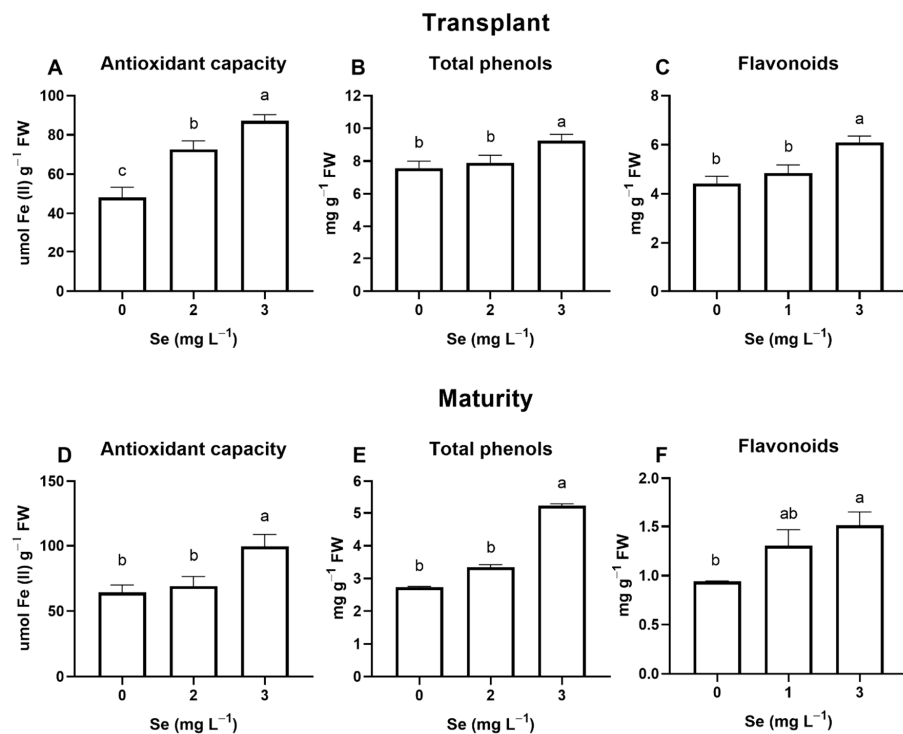 Transplant
A Antioxidant capacity
umol Fe (II) g⁻¹ FW
100
80
60
40
20
0
c
b
a
0 2 3
Se (mg L⁻¹)
B Total phenols
mg g⁻¹ FW
12
10
8
6
4
2
0
b
b
a
0 2 3
Se (mg L⁻¹)
C Flavonoids
mg g⁻¹ FW
8
6
4
2
0
b
b
a
0 1 3
Se (mg L⁻¹)
Maturity
D Antioxidant capacity
umol Fe (II) g⁻¹ FW
150
100
50
0
b
b
a
0 2 3
Se (mg L⁻¹)
E Total phenols
mg g⁻¹ FW
6
5
4
3
2
1
0
b
b
a
0 2 3
Se (mg L⁻¹)
F Flavonoids
mg g⁻¹ FW
2.0
1.5
1.0
0.5
0.0
b
ab
a
0 1 3
Se (mg L⁻¹)